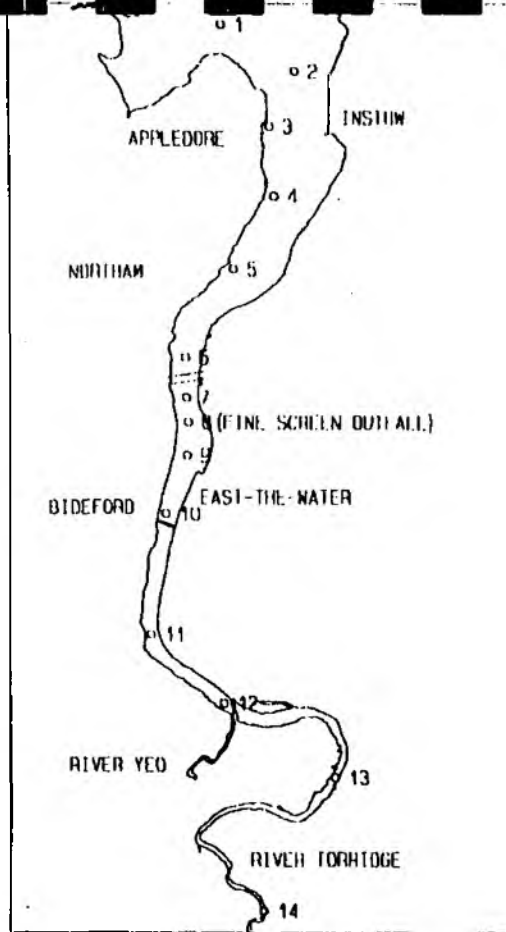 1
2
INSTOW
APPLEDORE
3
4
NORTHAM
5
6
7
8 (FINE SCREEN OUTFALL)
9
EAST-THE-WATER
BIDEFORD
10
11
12
RIVER YEO
13
RIVER TORRIDGE
14